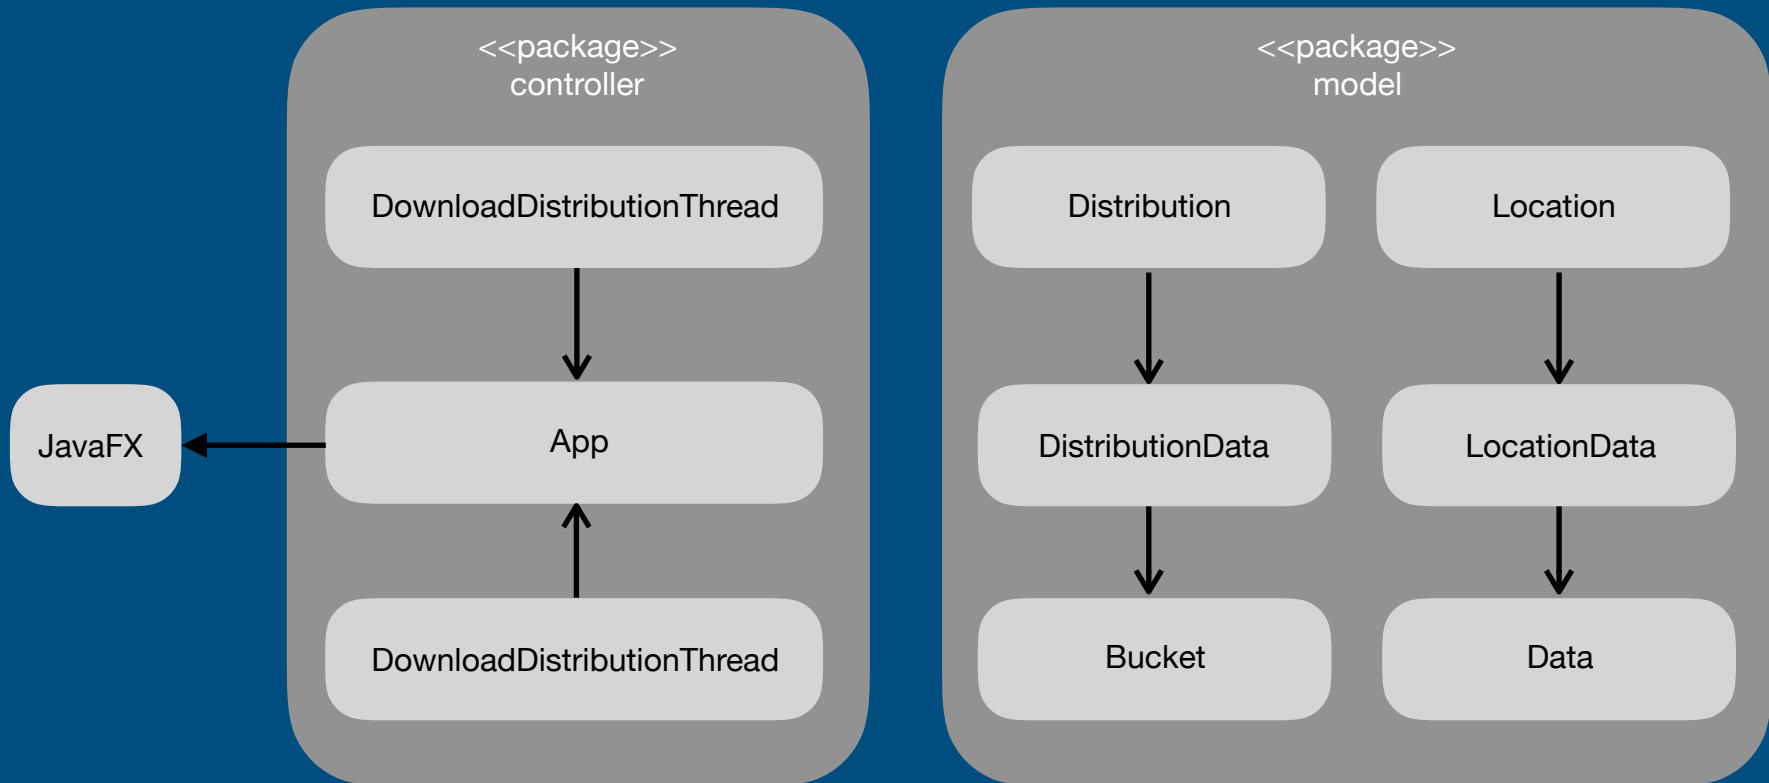 <<package>>
controller
DownloadDistributionThread
JavaFX
App
DownloadDistributionThread
<<package>>
model
Distribution
Location
DistributionData
LocationData
Bucket
Data